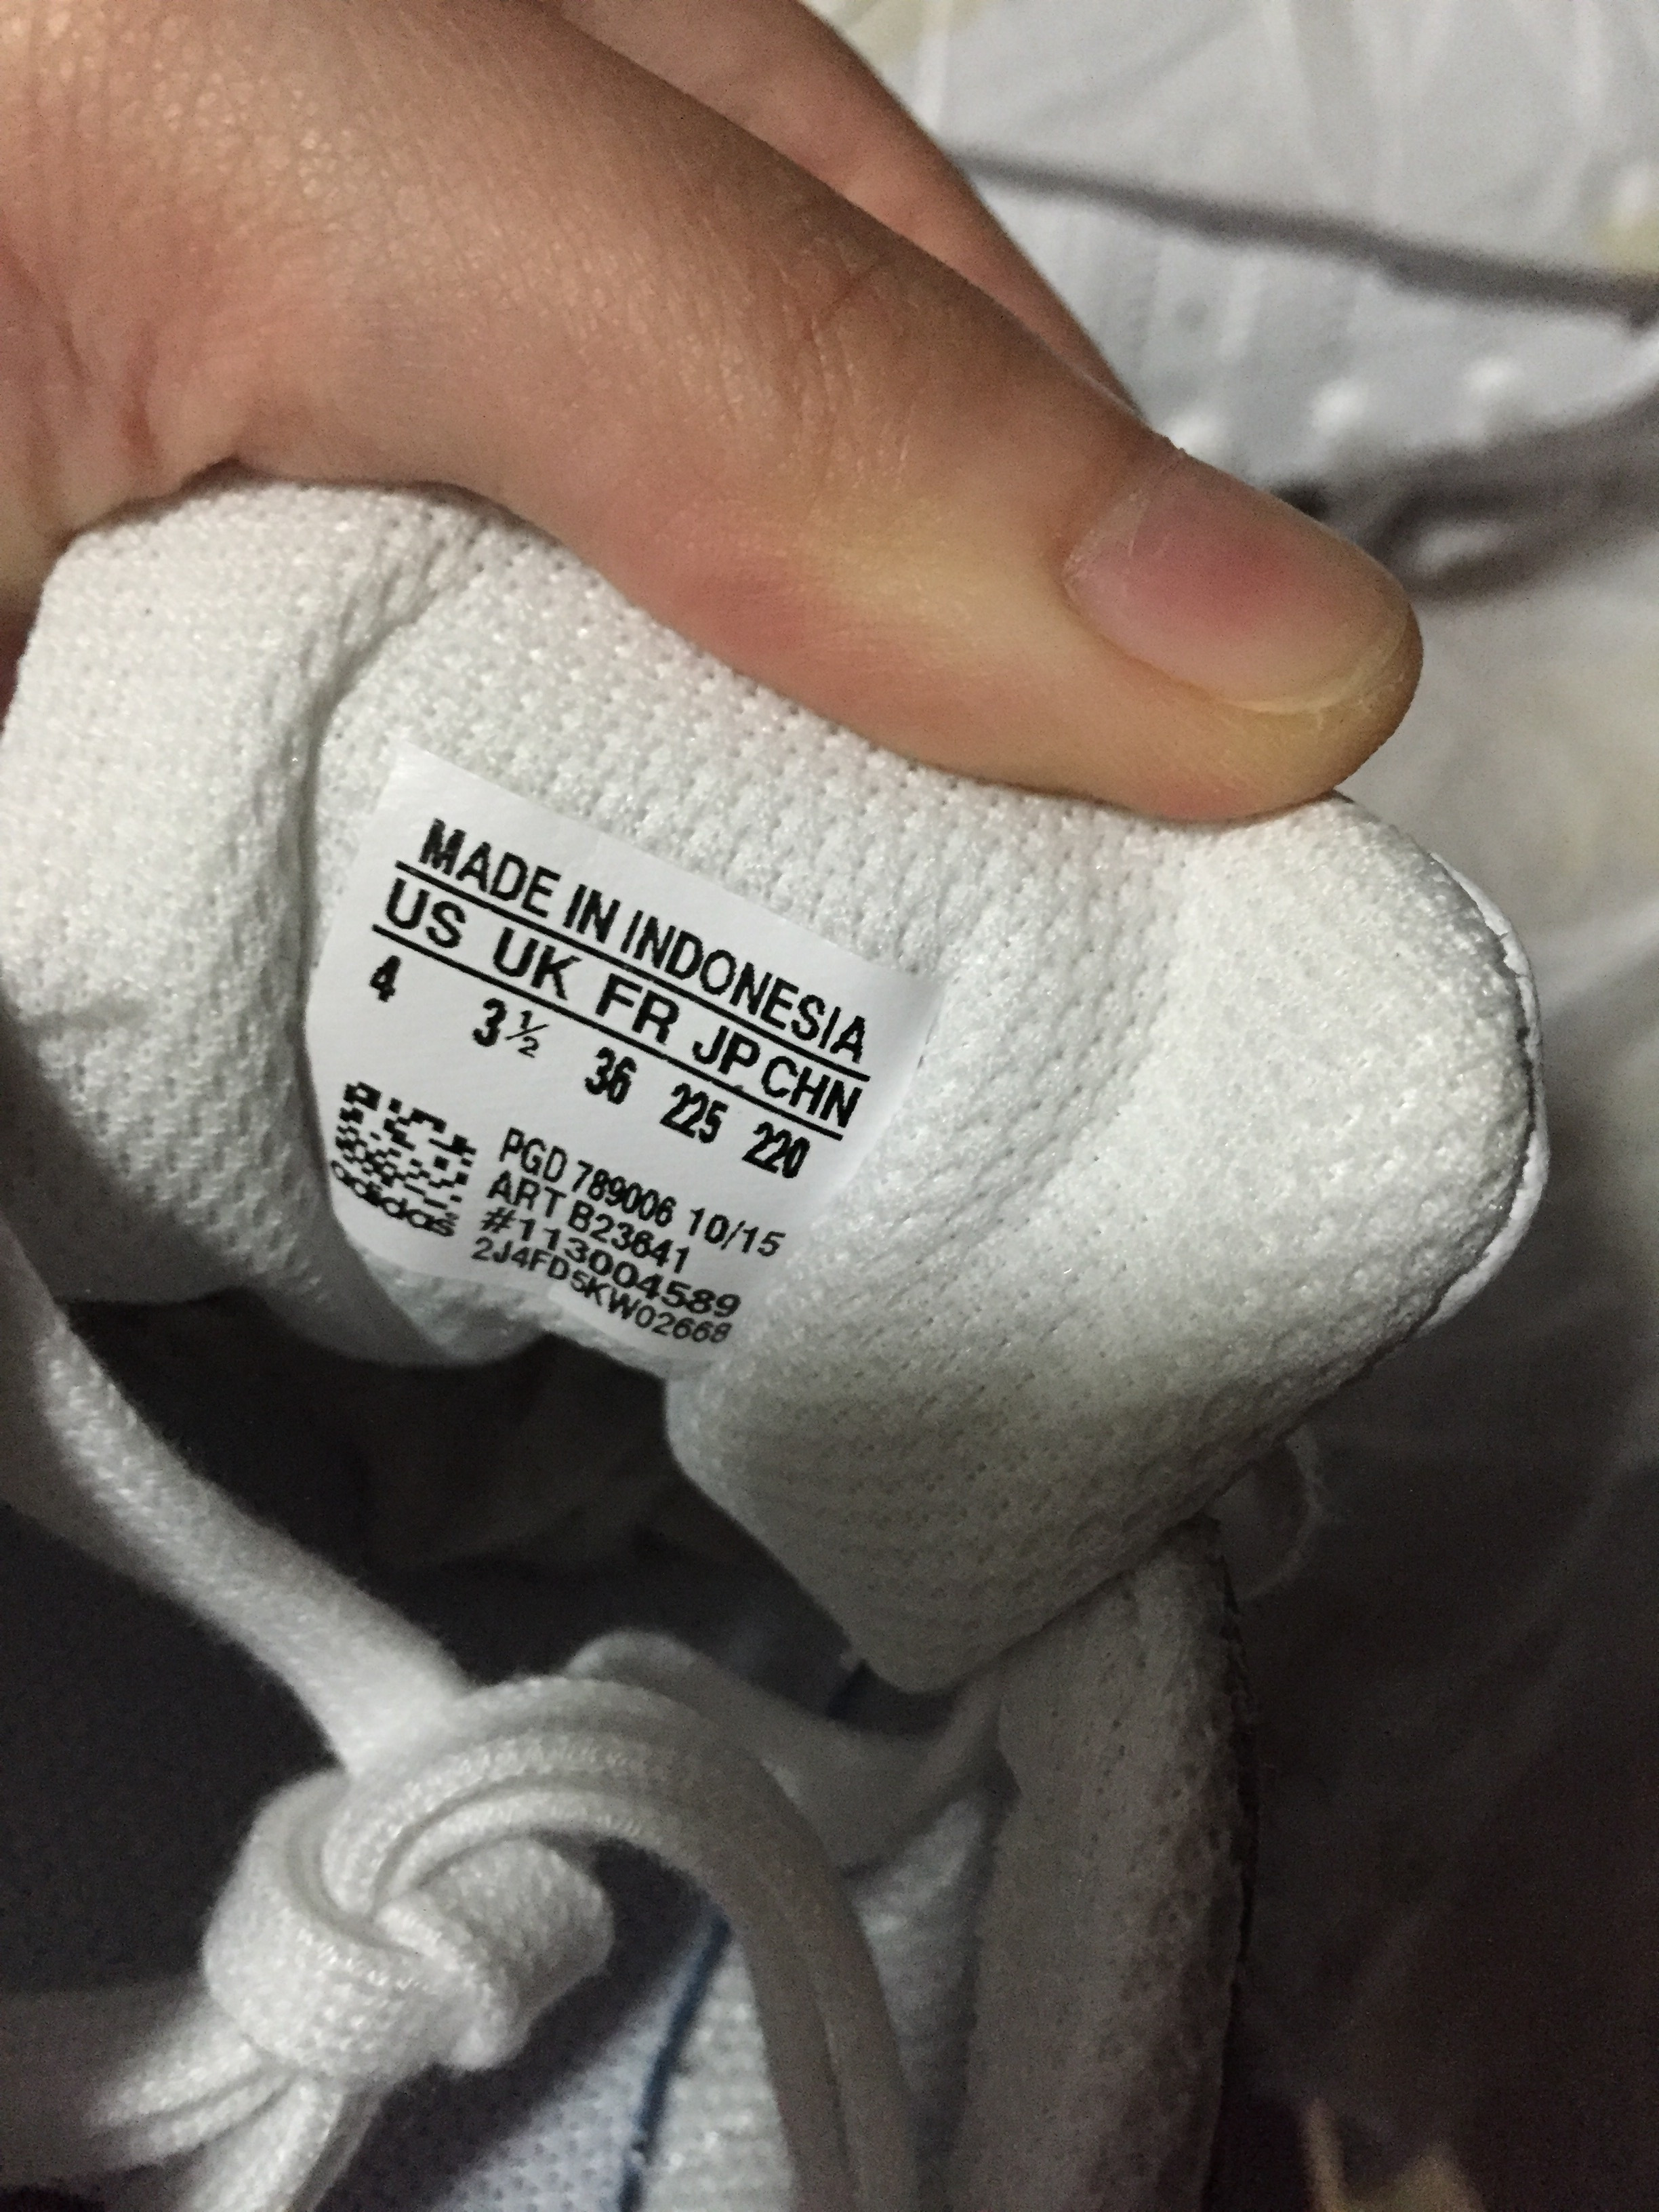 MADE IN INDONESIA
US UK FR JP CHN
4 3½ 36 225 220
PGD 789006 10/15
ART B23641
#113004589
2J4FD5KW02668
adidas